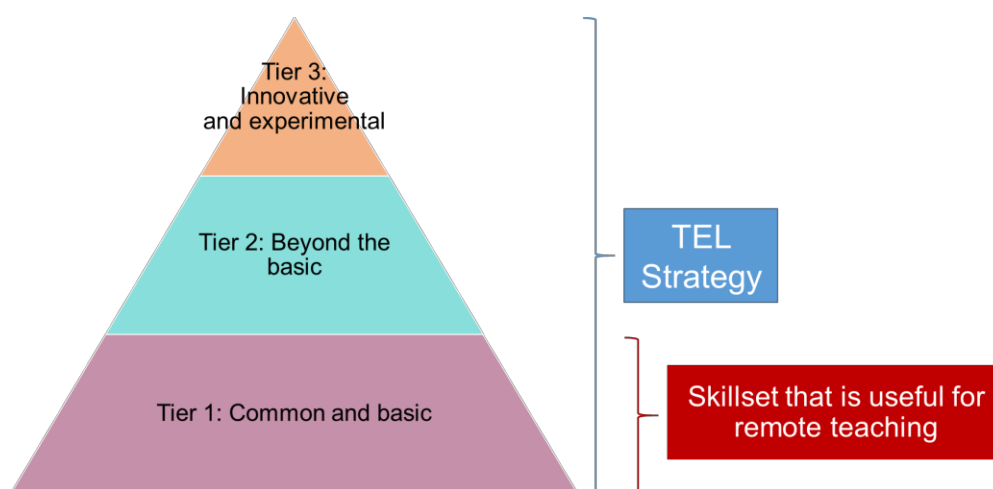 Tier 3:
Innovative
and experimental
Tier 2: Beyond the
basic
Tier 1: Common and basic
TEL
Strategy
Skillset that is useful for
remote teaching